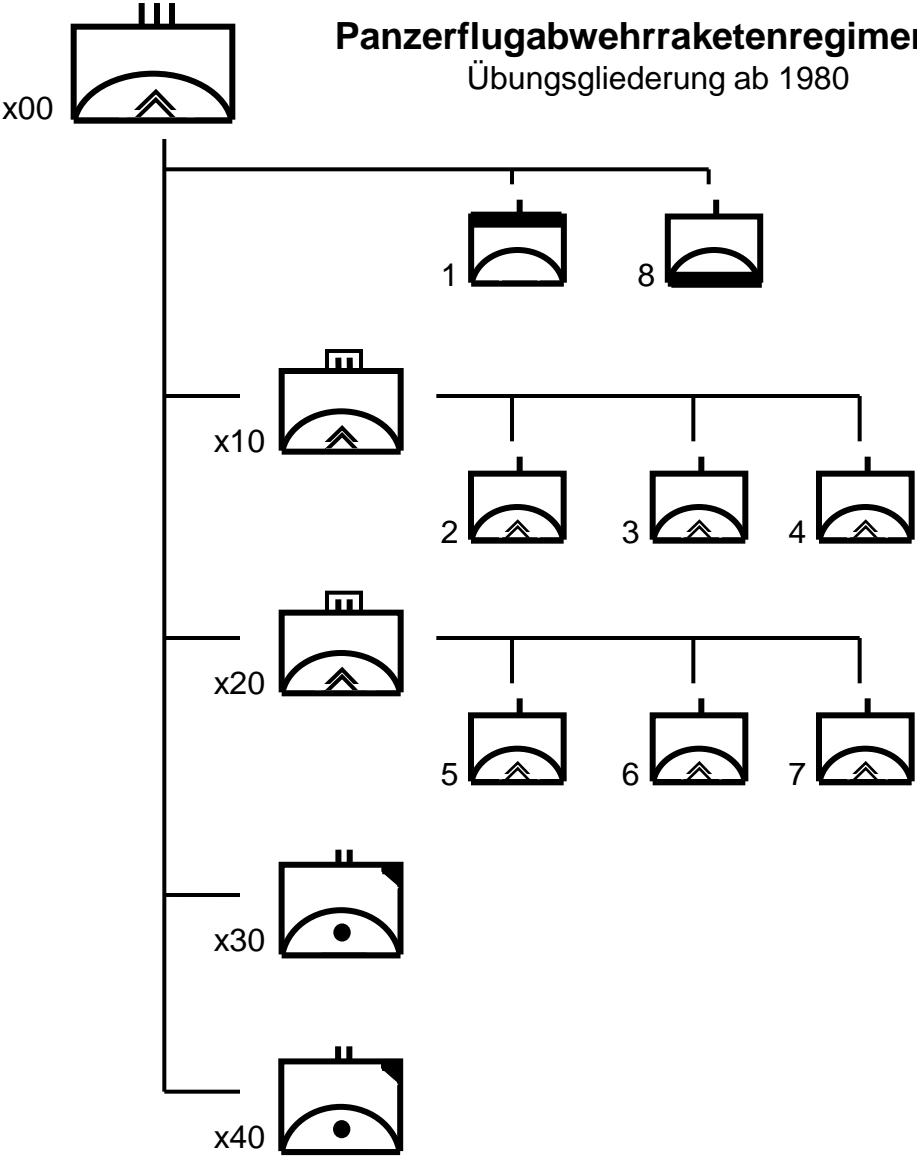 Panzerflugabwehrraketenregimen
Übungsgliederung ab 1980
x00
1
8
x10
2
3
4
x20
5
6
7
x30
x40